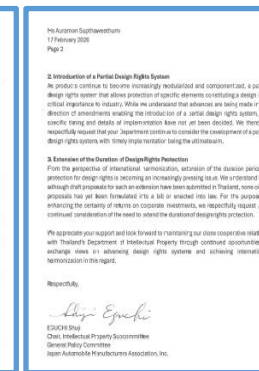 Ms Auramon Supthaweethum
17 February 2026
Page 2
2. Introduction of a Partial Design Rights System
As products continue to become increasingly modularized and componentized, a pa
design rights system that allows protection of specific elements constituting a design
critical importance to industry. While we understand that advances are being made ir
direction of amendments enabling the introduction of a partial design rights system,
specific timing and details of implementation have not yet been decided. We there
respectfully request that your Department continue to consider the development of a pa
design rights system, with timely implementation being the ultimate aim.
3. Extension of the Duration of Design Rights Protection
From the perspective of international harmonization, extension of the duration perio
protection for design rights is becoming an increasingly pressing issue. We understand
although draft proposals for such an extension have been submitted in Thailand, none o
proposals has yet been formulated into a bill or enacted into law. For the purpos
enhancing the certainty of returns on corporate investments, we respectfully request
continued consideration of the need to extend the duration of design rights protection.
We appreciate your support and look forward to maintaining our close cooperative relat
with Thailand's Department of Intellectual Property through continued opportunities
exchange views on advancing design rights systems and achieving internatio
harmonization in this regard.
Respectfully,
EGUCHI Shuji
Chair, Intellectual Property Subcommittee
General Policy Committee
Japan Automobile Manufacturers Association, Inc.